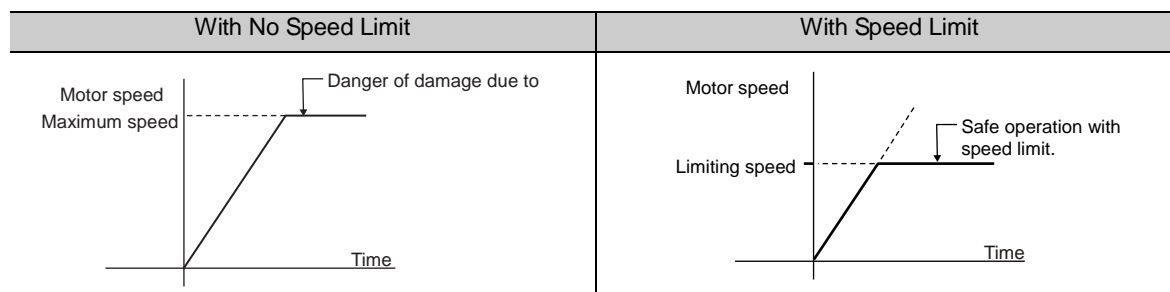 With No Speed Limit
With Speed Limit
Motor speed
Maximum speed
Danger of damage due to
Time
Motor speed
Limiting speed
Safe operation with
speed limit.
Time